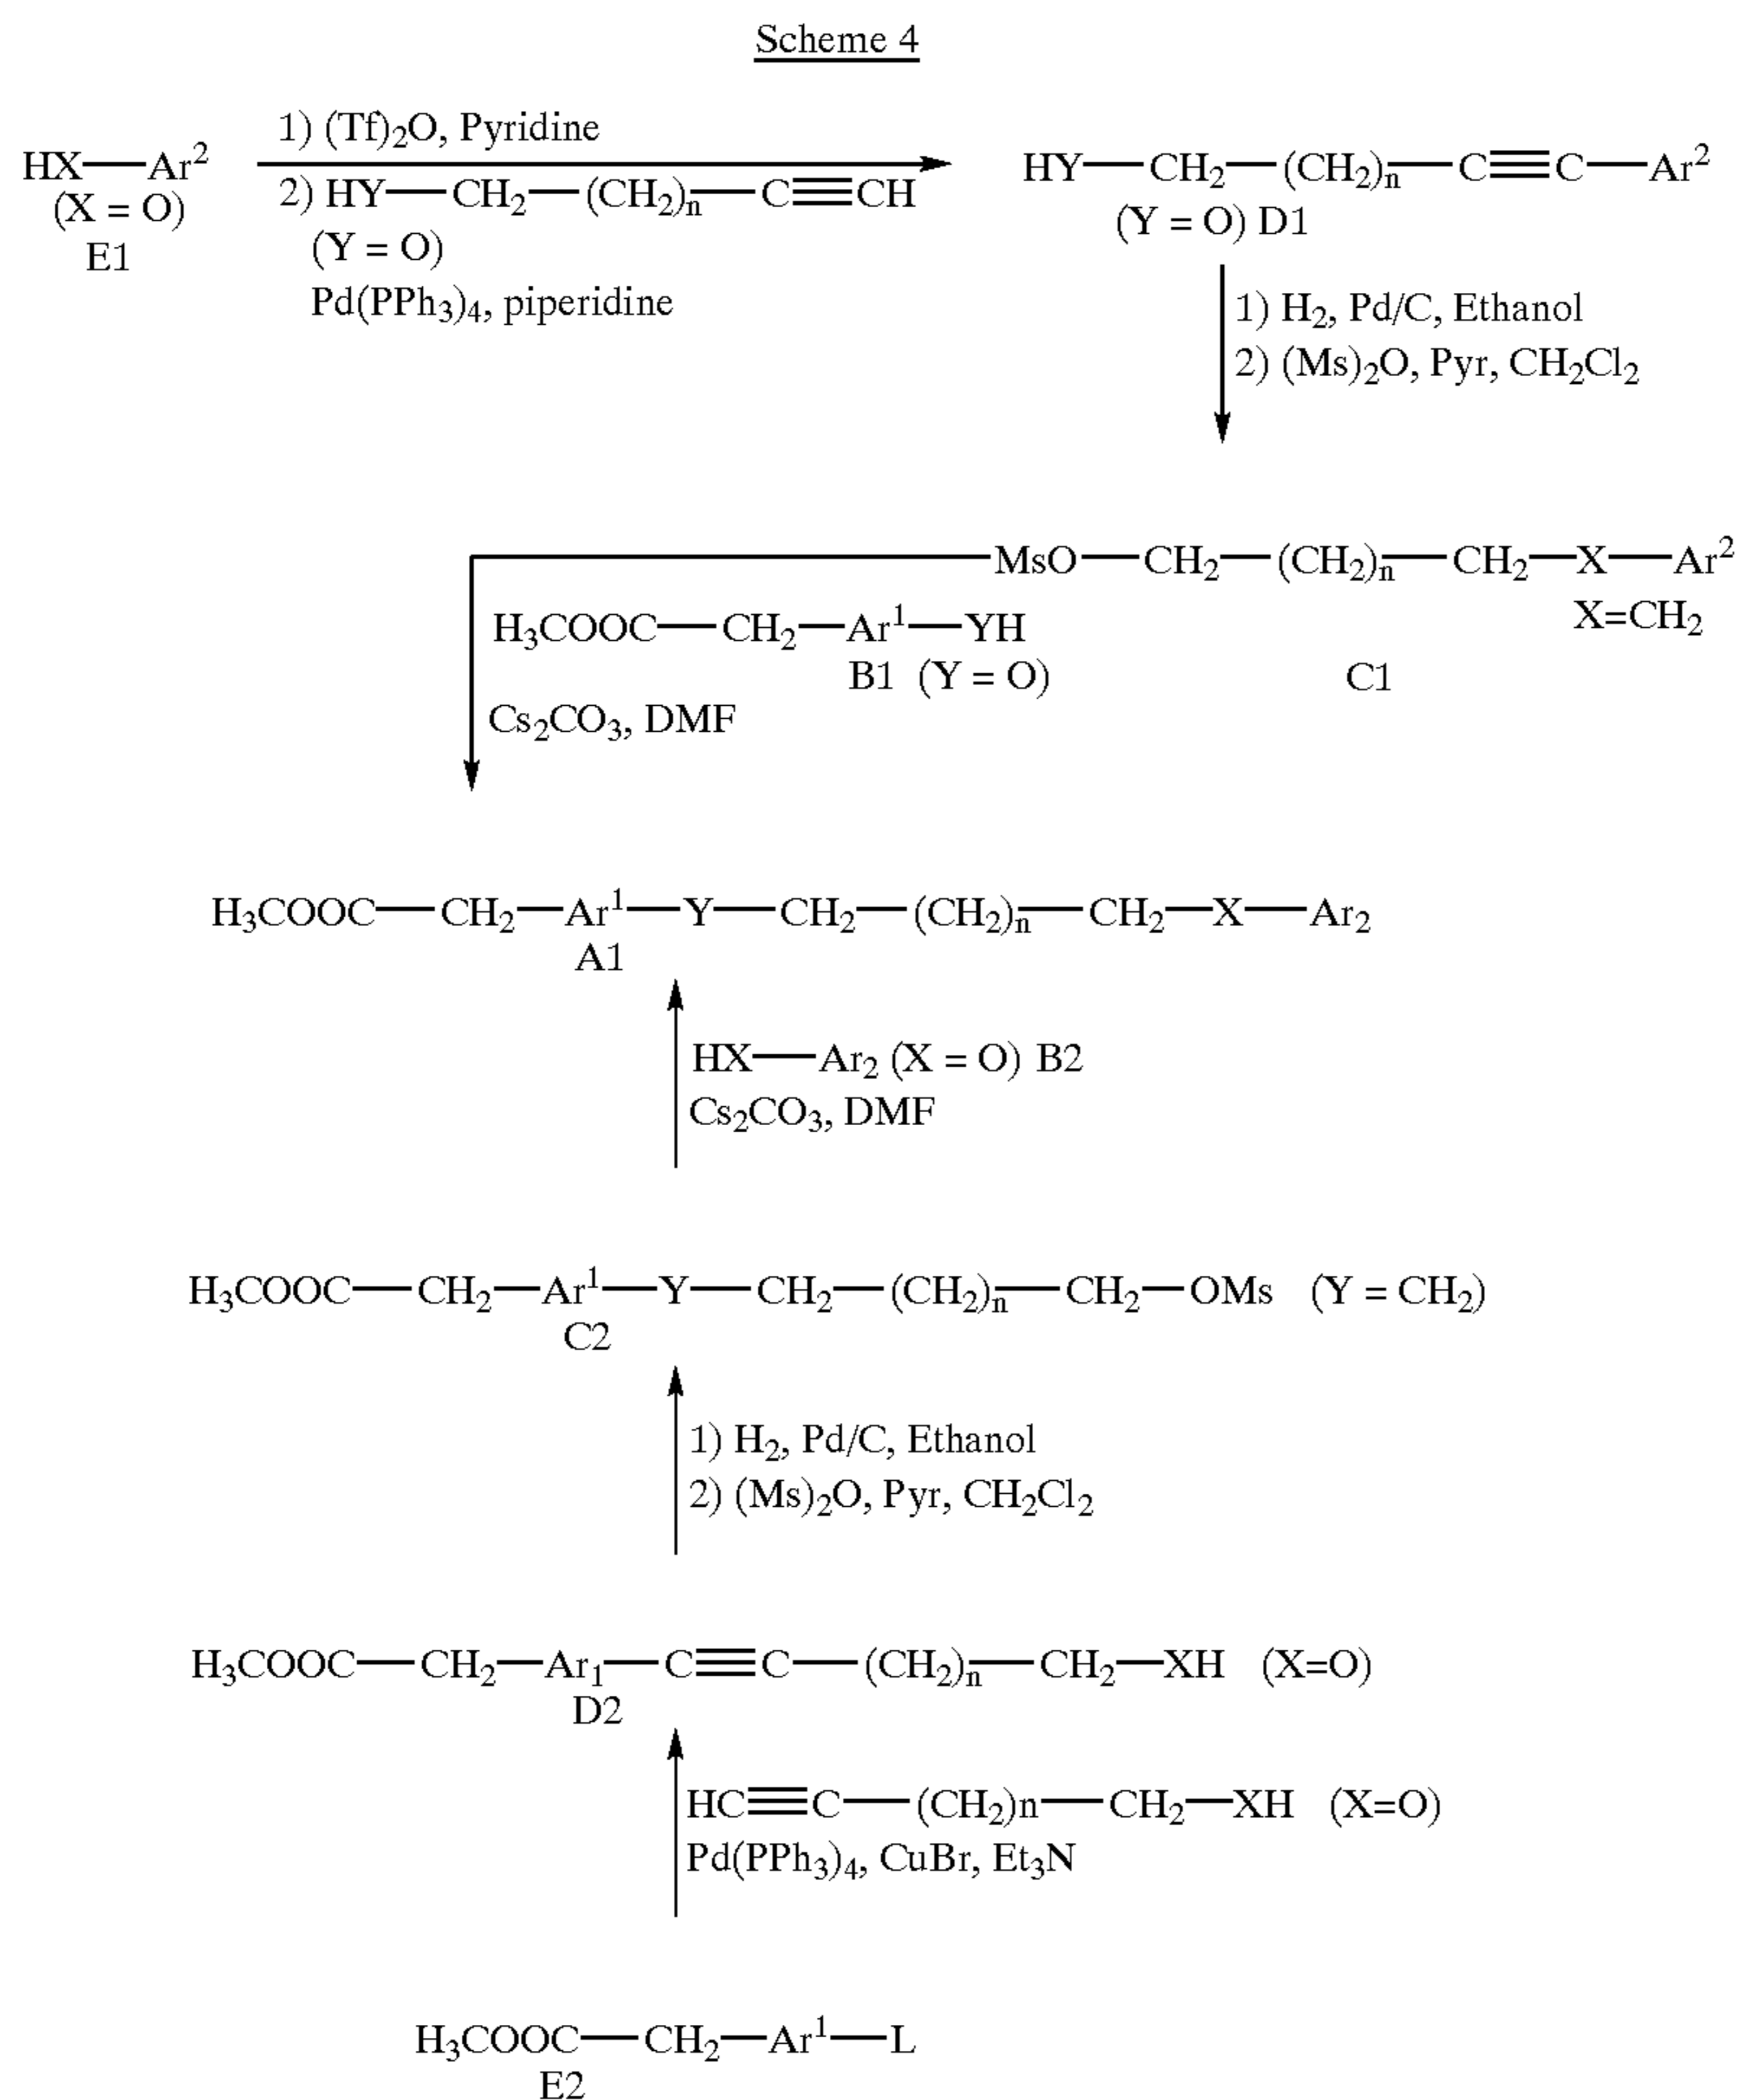 Scheme 4
HX—Ar²
(X = O)
E1
1) (Tf)₂O, Pyridine
2) HY—CH₂—(CH₂)ₙ—C≡CH
(Y = O)
Pd(PPh₃)₄, piperidine
HY—CH₂—(CH₂)ₙ—C≡C—Ar²
(Y = O) D1
1) H₂, Pd/C, Ethanol
2) (Ms)₂O, Pyr, CH₂Cl₂
MsO—CH₂—(CH₂)ₙ—CH₂—X—Ar²
X=CH₂
C1
H₃COOC—CH₂—Ar¹—YH
B1 (Y = O)
Cs₂CO₃, DMF
H₃COOC—CH₂—Ar¹—Y—CH₂—(CH₂)ₙ—CH₂—X—Ar₂
A1
HX—Ar₂ (X = O) B2
Cs₂CO₃, DMF
H₃COOC—CH₂—Ar¹—Y—CH₂—(CH₂)ₙ—CH₂—OMs (Y = CH₂)
C2
1) H₂, Pd/C, Ethanol
2) (Ms)₂O, Pyr, CH₂Cl₂
H₃COOC—CH₂—Ar₁—C≡C—(CH₂)ₙ—CH₂—XH (X=O)
D2
HC≡C—(CH₂)n—CH₂—XH (X=O)
Pd(PPh₃)₄, CuBr, Et₃N
H₃COOC—CH₂—Ar¹—L
E2